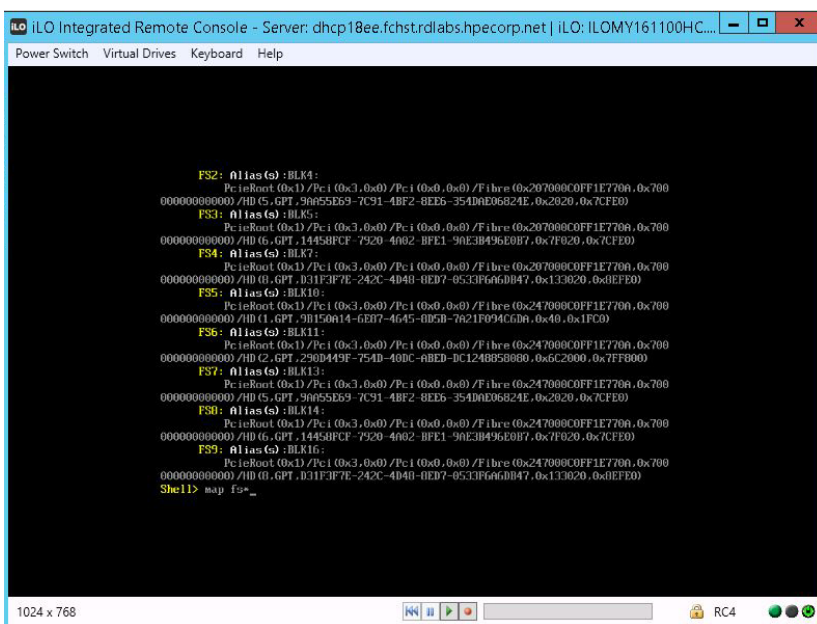 iLO Integrated Remote Console - Server: dhcp18ee.fchst.rdlabs.hpecorp.net | iLO: ILOMY161100HC....
Power Switch Virtual Drives Keyboard Help
FS2: Alias(s):BLK4:
PcieRoot(0x1)/Pci(0x3,0x0)/Pci(0x0,0x0)/Fibre(0x207000C0FF1E770A,0x700
00000000000)/HD(5,GPT,9AA55E69-7C91-4BF2-8EE6-354DAE06824E,0x2020,0x7CFE0)
FS3: Alias(s):BLK5:
PcieRoot(0x1)/Pci(0x3,0x0)/Pci(0x0,0x0)/Fibre(0x207000C0FF1E770A,0x700
00000000000)/HD(6,GPT,14458FCF-7920-4A02-BFE1-9AE3B496E0B7,0x7F020,0x7CFE0)
FS4: Alias(s):BLK7:
PcieRoot(0x1)/Pci(0x3,0x0)/Pci(0x0,0x0)/Fibre(0x207000C0FF1E770A,0x700
00000000000)/HD(8,GPT,D31F3F7E-242C-4D48-8ED7-0533F6A6DB47,0x133020,0x8EFE0)
FS5: Alias(s):BLK10:
PcieRoot(0x1)/Pci(0x3,0x0)/Pci(0x0,0x0)/Fibre(0x247000C0FF1E770A,0x700
00000000000)/HD(1,GPT,9B150A14-6E87-4645-8D5B-7A21F094C6DA,0x40,0x1FC0)
FS6: Alias(s):BLK11:
PcieRoot(0x1)/Pci(0x3,0x0)/Pci(0x0,0x0)/Fibre(0x247000C0FF1E770A,0x700
00000000000)/HD(2,GPT,290D449F-754D-40DC-ABED-DC1248858080,0x6C2000,0x7FF800)
FS7: Alias(s):BLK13:
PcieRoot(0x1)/Pci(0x3,0x0)/Pci(0x0,0x0)/Fibre(0x247000C0FF1E770A,0x700
00000000000)/HD(5,GPT,9AA55E69-7C91-4BF2-8EE6-354DAE06824E,0x2020,0x7CFE0)
FS8: Alias(s):BLK14:
PcieRoot(0x1)/Pci(0x3,0x0)/Pci(0x0,0x0)/Fibre(0x247000C0FF1E770A,0x700
00000000000)/HD(6,GPT,14458FCF-7920-4A02-BFE1-9AE3B496E0B7,0x7F020,0x7CFE0)
FS9: Alias(s):BLK16:
PcieRoot(0x1)/Pci(0x3,0x0)/Pci(0x0,0x0)/Fibre(0x247000C0FF1E770A,0x700
00000000000)/HD(8,GPT,D31F3F7E-242C-4D48-8ED7-0533F6A6DB47,0x133020,0x8EFE0)
Shell> map fs*_
1024 x 768 RC4